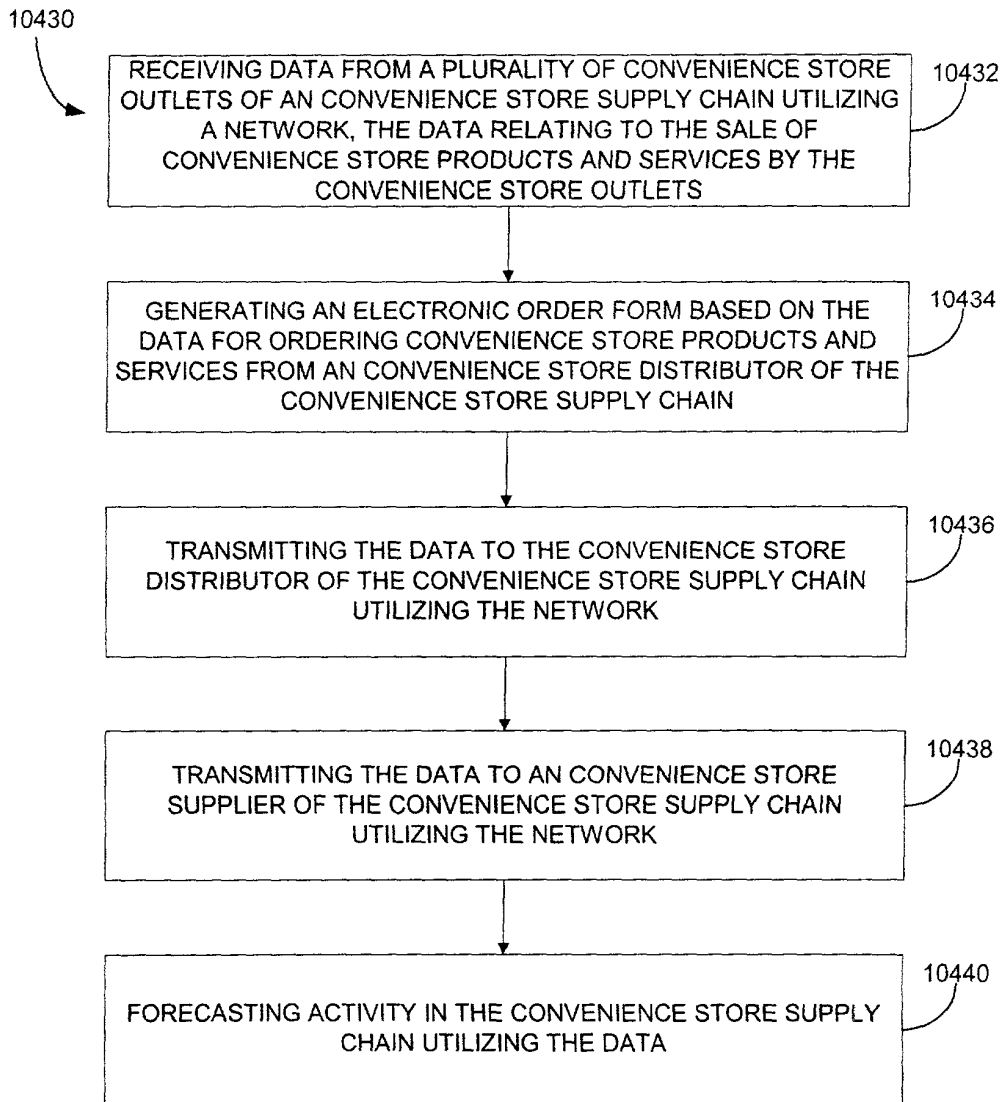 10430
RECEIVING DATA FROM A PLURALITY OF CONVENIENCE STORE
OUTLETS OF AN CONVENIENCE STORE SUPPLY CHAIN UTILIZING
A NETWORK, THE DATA RELATING TO THE SALE OF
CONVENIENCE STORE PRODUCTS AND SERVICES BY THE
CONVENIENCE STORE OUTLETS
10432
GENERATING AN ELECTRONIC ORDER FORM BASED ON THE
DATA FOR ORDERING CONVENIENCE STORE PRODUCTS AND
SERVICES FROM AN CONVENIENCE STORE DISTRIBUTOR OF THE
CONVENIENCE STORE SUPPLY CHAIN
10434
TRANSMITTING THE DATA TO THE CONVENIENCE STORE
DISTRIBUTOR OF THE CONVENIENCE STORE SUPPLY CHAIN
UTILIZING THE NETWORK
10436
TRANSMITTING THE DATA TO AN CONVENIENCE STORE
SUPPLIER OF THE CONVENIENCE STORE SUPPLY CHAIN
UTILIZING THE NETWORK
10438
FORECASTING ACTIVITY IN THE CONVENIENCE STORE SUPPLY
CHAIN UTILIZING THE DATA
10440